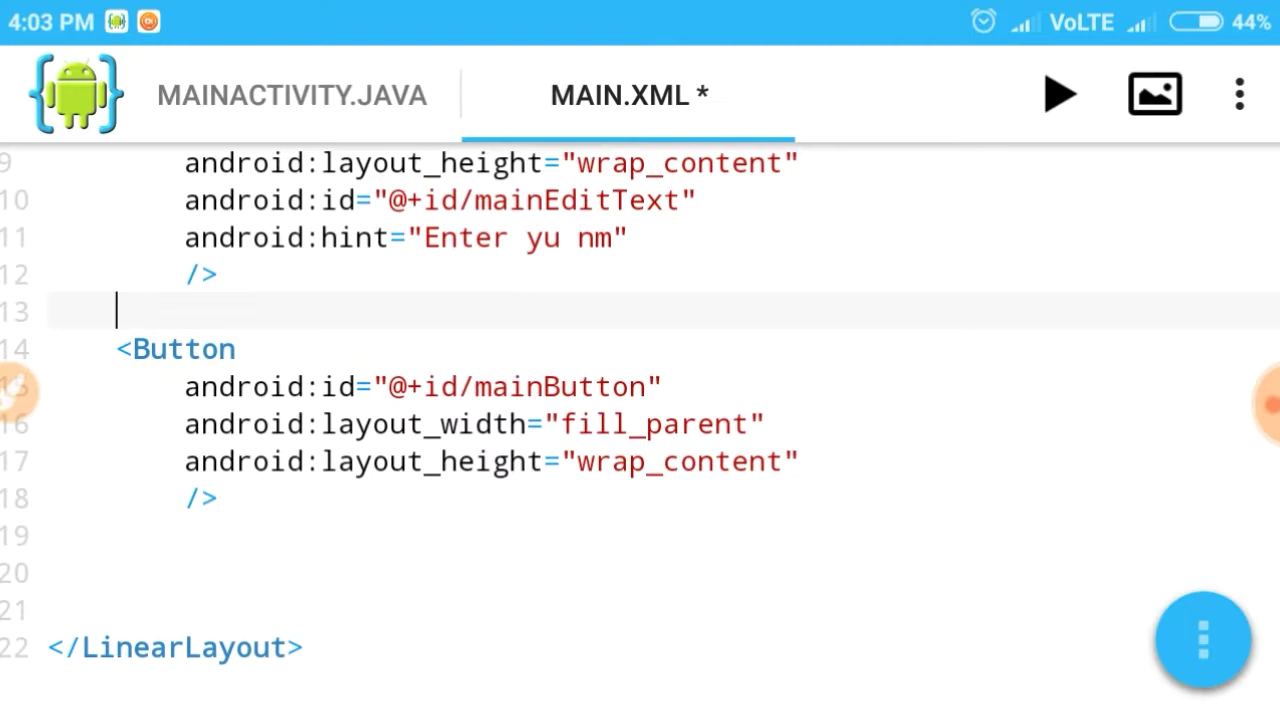 4:03 PM VoLTE 44%
MAINACTIVITY.JAVA MAIN.XML *
9 android:layout_height="wrap_content"
10 android:id="@+id/mainEditText"
11 android:hint="Enter yu nm"
12 />
13
14 <Button
15 android:id="@+id/mainButton"
16 android:layout_width="fill_parent"
17 android:layout_height="wrap_content"
18 />
19
20
21
22 </LinearLayout>